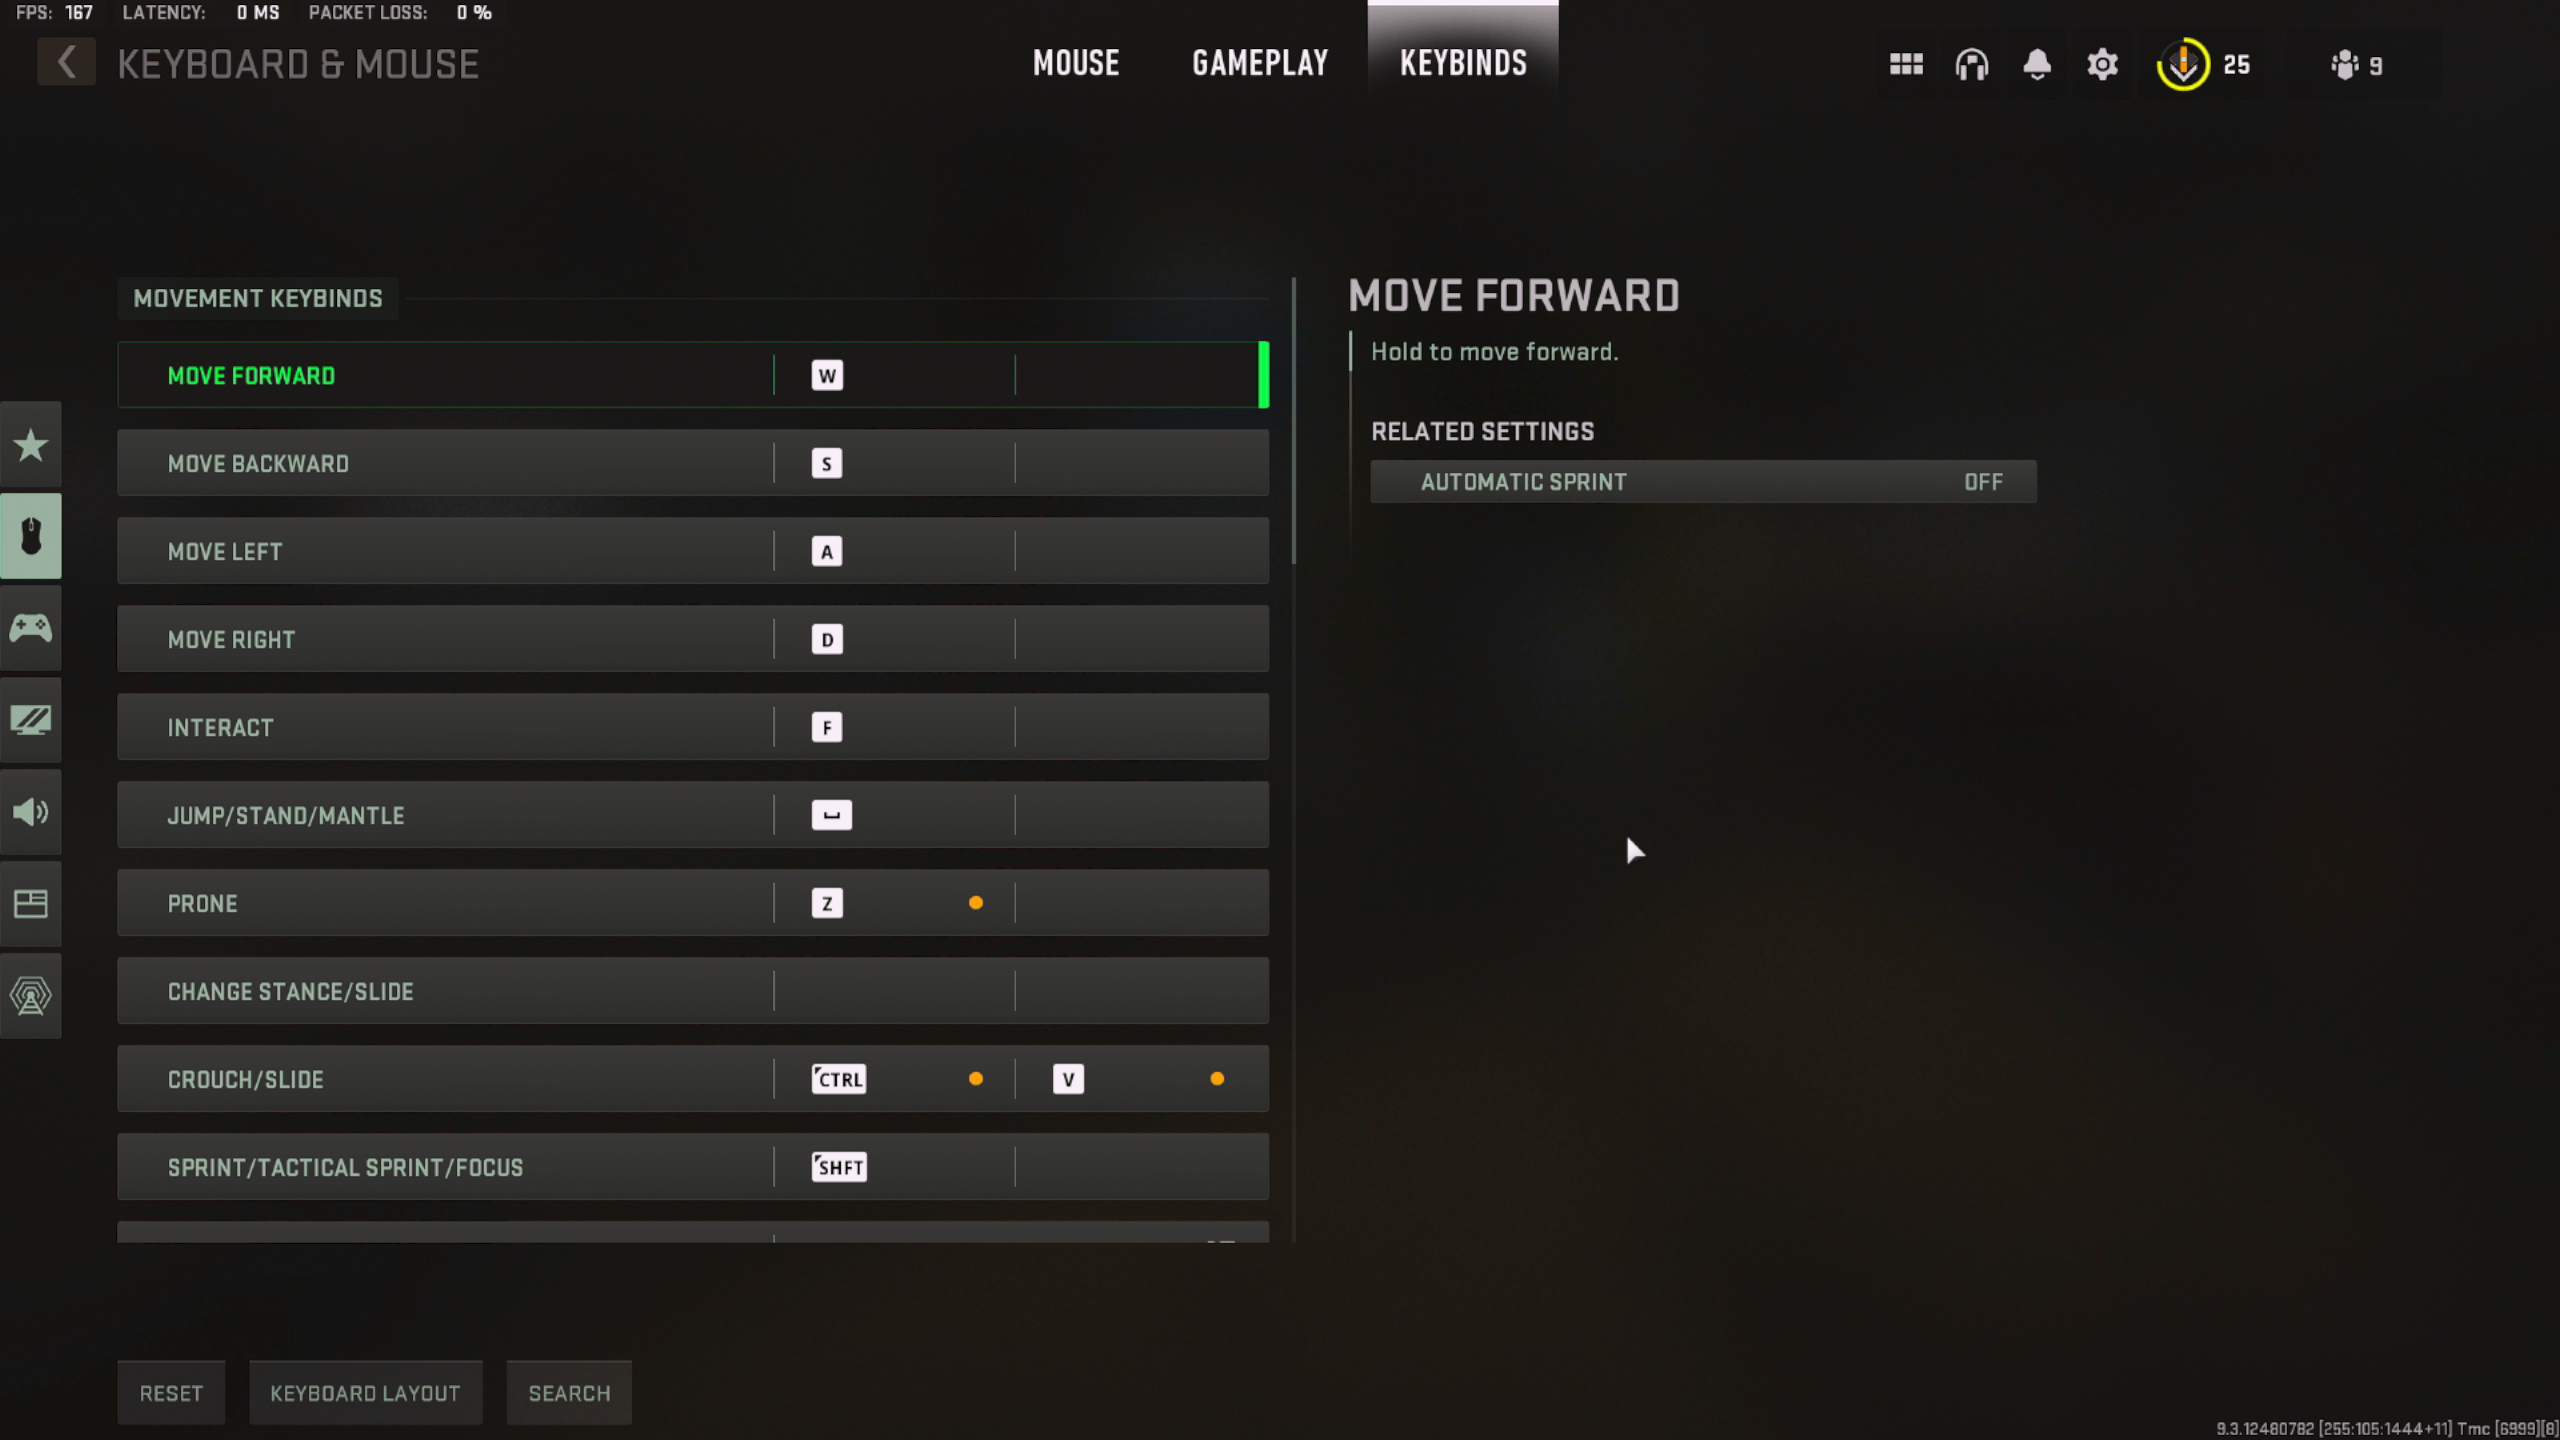 FPS: 167 LATENCY: 0 MS PACKET LOSS: 0 %
KEYBOARD & MOUSE
MOUSE GAMEPLAY KEYBINDS
25 9
MOVEMENT KEYBINDS
MOVE FORWARD W
MOVE BACKWARD S
MOVE LEFT A
MOVE RIGHT D
INTERACT F
JUMP/STAND/MANTLE
PRONE Z
CHANGE STANCE/SLIDE
CROUCH/SLIDE CTRL V
SPRINT/TACTICAL SPRINT/FOCUS SHFT
MOVE FORWARD
Hold to move forward.
RELATED SETTINGS
AUTOMATIC SPRINT OFF
RESET KEYBOARD LAYOUT SEARCH
9.3.12480782 [255:105:1444+11] Tmc [6999][8]